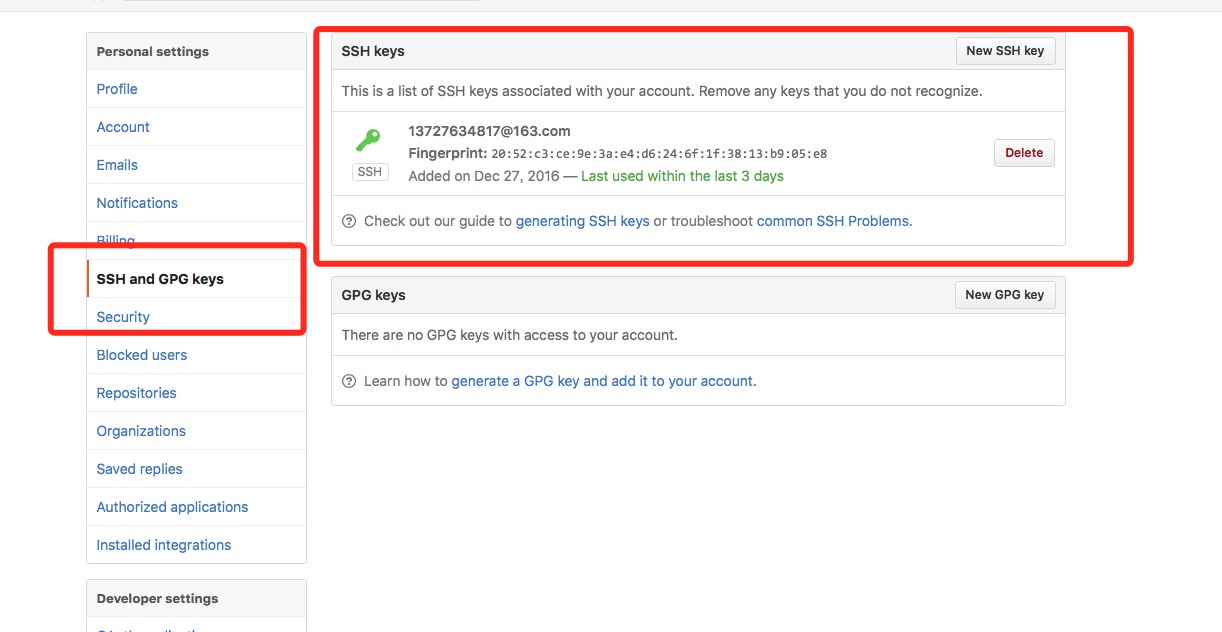 Personal settings
Profile
Account
Emails
Notifications
Billing
SSH and GPG keys
Security
Blocked users
Repositories
Organizations
Saved replies
Authorized applications
Installed integrations
Developer settings
SSH keys
New SSH key
This is a list of SSH keys associated with your account. Remove any keys that you do not recognize.
13727634817@163.com
Fingerprint: 20:52:c3:ce:9e:3a:e4:d6:24:6f:1f:38:13:b9:05:e8
SSH
Added on Dec 27, 2016 — Last used within the last 3 days
Delete
Check out our guide to generating SSH keys or troubleshoot common SSH Problems.
GPG keys
New GPG key
There are no GPG keys with access to your account.
Learn how to generate a GPG key and add it to your account.